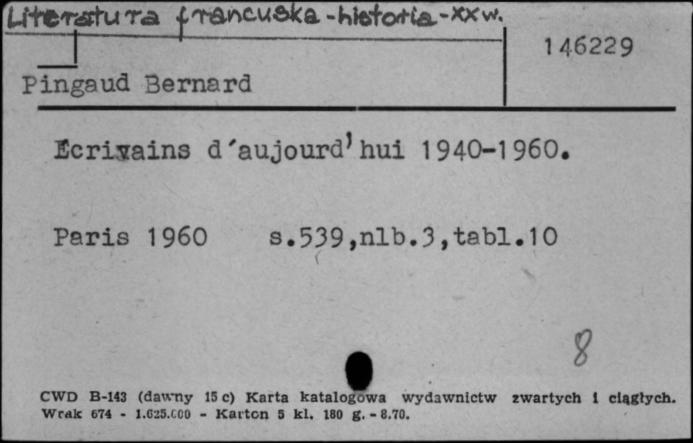 Literatura francuska-historia-XX w.
146229
Pingaud Bernard
Ecrivains d'aujourd'hui 1940-1960.
Paris 1960 s.539,nlb.3,tabl.10
8
CWD B-143 (dawny 15 c) Karta katalogowa wydawnictw zwartych i ciągłych.
Wrak 674 - 1.625.000 - Karton 5 kl. 180 g. - 8.70.